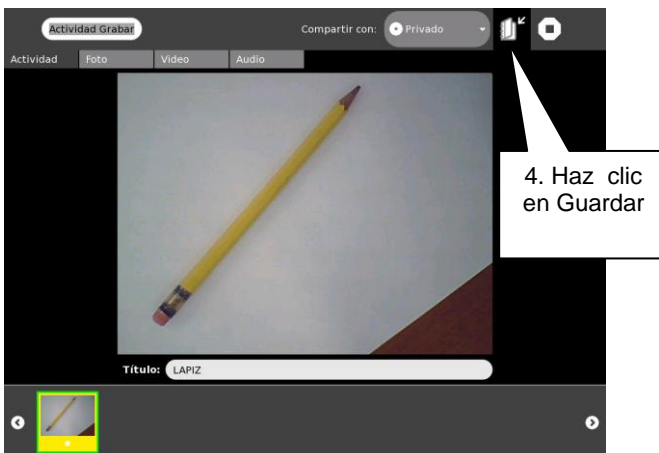 Actividad Grabar
Compartir con: Privado
Actividad Foto Video Audio
4. Haz clic
en Guardar
Título: LAPIZ